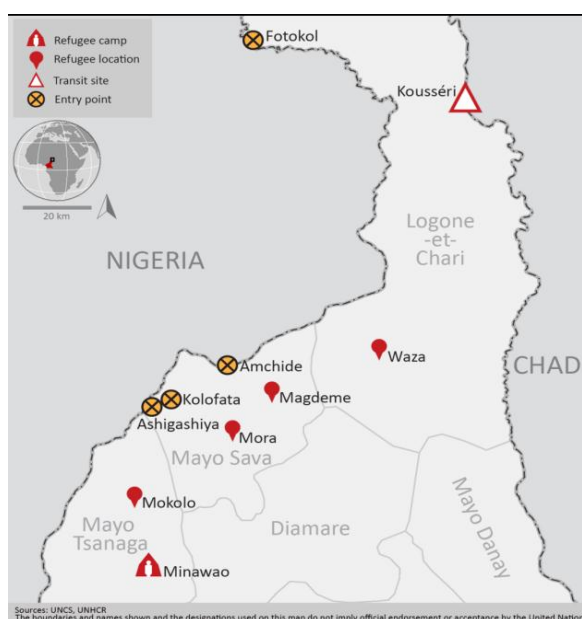 Refugee camp
Refugee location
Transit site
Entry point
20 km
Fotokol
Kousséri
Logone
-et-
Chari
NIGERIA
CHAD
Waza
Amchide
Magdeme
Kolofata
Ashigashiya
Mora
Mayo Sava
Mokolo
Mayo
Tsanaga
Diamare
Mayo Danay
Minawao
Sources: UNCS, UNHCR
The boundaries and names shown and the designations used on this map do not imply official endorsement or acceptance by the United Nation